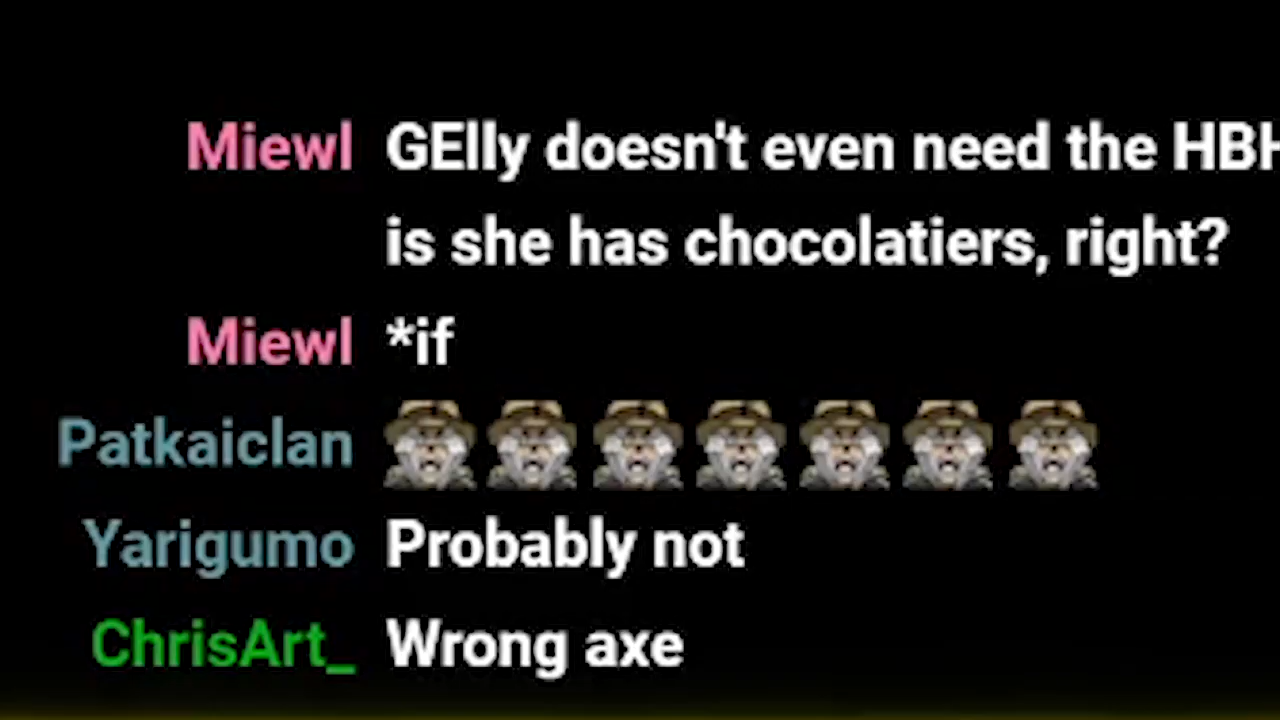 Miewl GElly doesn't even need the
is she has chocolatiers, right?
Miewl *if
Patkaiclan
Yarigumo Probably not
ChrisArt_ Wrong axe